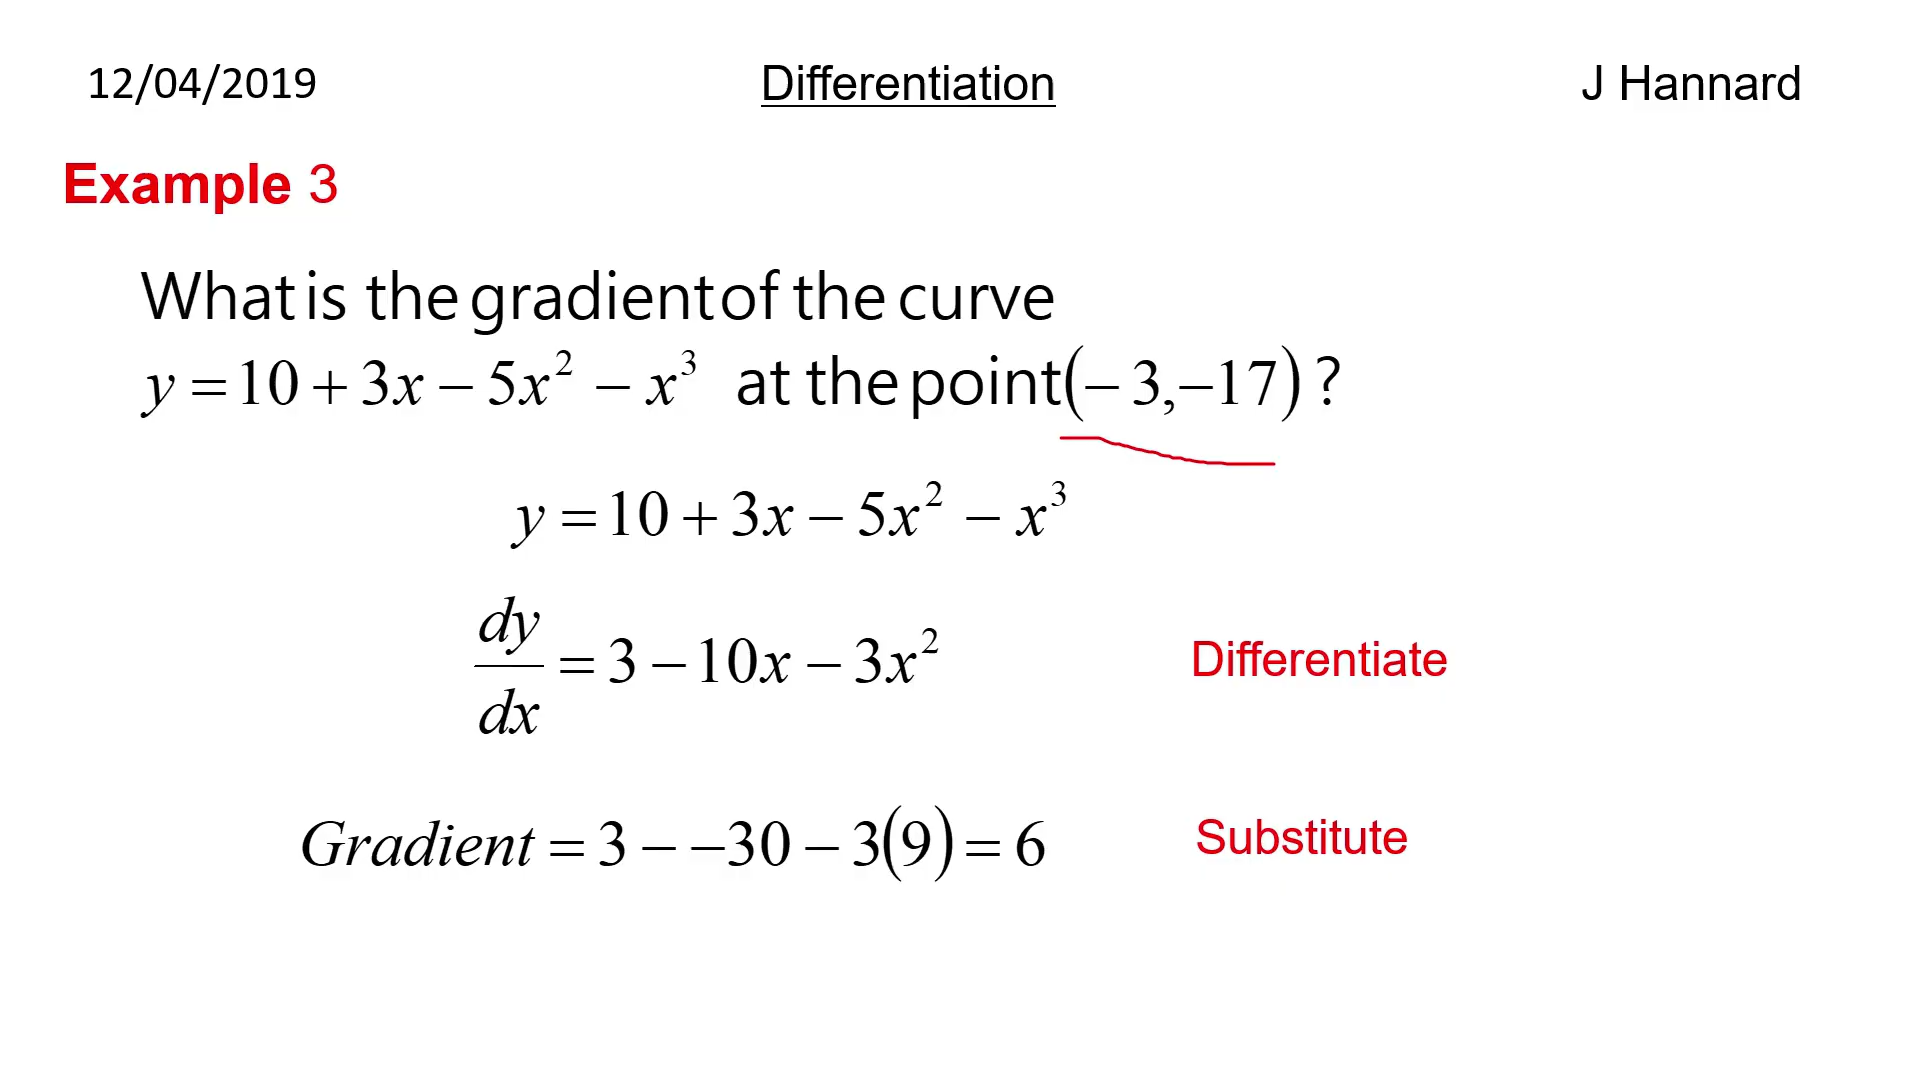 12/04/2019 Differentiation J Hannard
Example 3
What is the gradient of the curve
y = 10 + 3x − 5x² − x³ at the point (− 3,−17) ?
y = 10 + 3x − 5x² − x³
dy/dx = 3 − 10x − 3x² Differentiate
Gradient = 3 − −30 − 3(9) = 6 Substitute